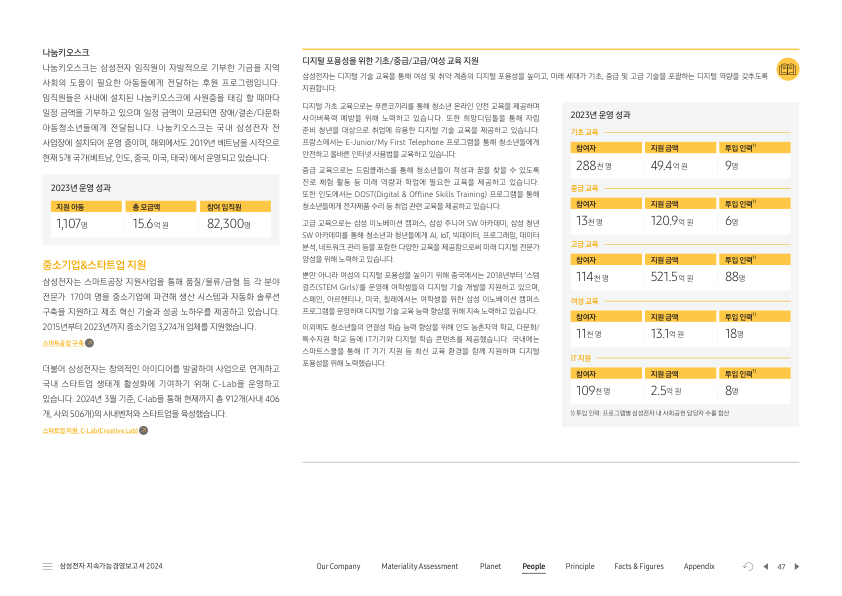 나눔키오스크
나눔키오스크는 삼성전자 임직원이 자발적으로 기부한 기금을 지역
사회의 도움이 필요한 아동들에게 전달하는 후원 프로그램입니다.
임직원들은 사내에 설치된 나눔키오스크에 사원증을 태깅 할 때마다
일정 금액을 기부하고 있으며 일정 금액이 모금되면 장애/결손/다문화
아동청소년들에게 전달됩니다. 나눔키오스크는 국내 삼성전자 전
사업장에 설치되어 운영 중이며, 해외에서도 2019년 베트남을 시작으로
현재 5개 국가(베트남, 인도, 중국, 미국, 태국) 에서 운영되고 있습니다.
2023년 운영 성과
지원 아동 총 모금액 참여 임직원
1,107명 15.6억 원 82,300명
중소기업&스타트업 지원
삼성전자는 스마트공장 지원사업을 통해 품질/물류/금형 등 각 분야
전문가 170여 명을 중소기업에 파견해 생산 시스템과 자동화 솔루션
구축을 지원하고 제조 혁신 기술과 성공 노하우를 제공하고 있습니다.
2015년부터 2023년까지 중소기업 3,274개 업체를 지원했습니다.
스마트공장 구축
더불어 삼성전자는 창의적인 아이디어를 발굴하여 사업으로 연계하고
국내 스타트업 생태계 활성화에 기여하기 위해 C-Lab을 운영하고
있습니다. 2024년 3월 기준, C-lab을 통해 현재까지 총 912개(사내 406
개, 사외 506개)의 사내벤처와 스타트업을 육성했습니다.
스타트업 지원: C-Lab(Creative Lab)
디지털 포용성을 위한 기초/중급/고급/여성 교육 지원
삼성전자는 디지털 기술 교육을 통해 여성 및 취약 계층의 디지털 포용성을 높이고, 미래 세대가 기초, 중급 및 고급 기술을 포괄하는 디지털 역량을 갖추도록
지원합니다.
디지털 기초 교육으로는 푸른코끼리를 통해 청소년 온라인 안전 교육을 제공하며
사이버폭력 예방을 위해 노력하고 있습니다. 또한 희망디딤돌을 통해 자립
준비 청년을 대상으로 취업에 유용한 디지털 기술 교육을 제공하고 있습니다.
프랑스에서는 E-Junior/My First Telephone 프로그램을 통해 청소년들에게
안전하고 올바른 인터넷 사용법을 교육하고 있습니다.
중급 교육으로는 드림클래스를 통해 청소년들이 적성과 꿈을 찾을 수 있도록
진로 체험 활동 등 미래 역량과 학업에 필요한 교육을 제공하고 있습니다.
또한 인도에서는 DOST(Digital & Offline Skills Training) 프로그램을 통해
청소년들에게 전자제품 수리 등 취업 관련 교육을 제공하고 있습니다.
고급 교육으로는 삼성 이노베이션 캠퍼스, 삼성 주니어 SW 아카데미, 삼성 청년
SW 아카데미를 통해 청소년과 청년들에게 AI, IoT, 빅데이터, 프로그래밍, 데이터
분석, 네트워크 관리 등을 포함한 다양한 교육을 제공함으로써 미래 디지털 전문가
양성을 위해 노력하고 있습니다.
뿐만 아니라 여성의 디지털 포용성을 높이기 위해 중국에서는 2018년부터 '스템
걸즈(STEM Girls)'를 운영해 여학생들의 디지털 기술 개발을 지원하고 있으며,
스페인, 아르헨티나, 미국, 칠레에서는 여학생을 위한 삼성 이노베이션 캠퍼스
프로그램을 운영하며 디지털 기술 교육 능력 향상을 위해 지속 노력하고 있습니다.
이외에도 청소년들의 연결성 학습 능력 향상을 위해 인도 농촌지역 학교, 다문화/
특수지원 학교 등에 IT기기와 디지털 학습 콘텐츠를 제공했습니다. 국내에는
스마트스쿨을 통해 IT 기기 지원 등 최신 교육 환경을 함께 지원하며 디지털
포용성을 위해 노력했습니다.
2023년 운영 성과
기초 교육
참여자 지원 금액 투입 인력1)
288천 명 49.4억 원 9명
중급 교육
참여자 지원 금액 투입 인력1)
13천 명 120.9억 원 6명
고급 교육
참여자 지원 금액 투입 인력1)
114천 명 521.5억 원 88명
여성 교육
참여자 지원 금액 투입 인력1)
11천 명 13.1억 원 18명
IT 지원
참여자 지원 금액 투입 인력1)
109천 명 2.5억 원 8명
1) 투입 인력: 프로그램별 삼성전자 내 사회공헌 담당자 수를 합산
삼성전자 지속가능경영보고서 2024 Our Company Materiality Assessment Planet People Principle Facts & Figures Appendix 47